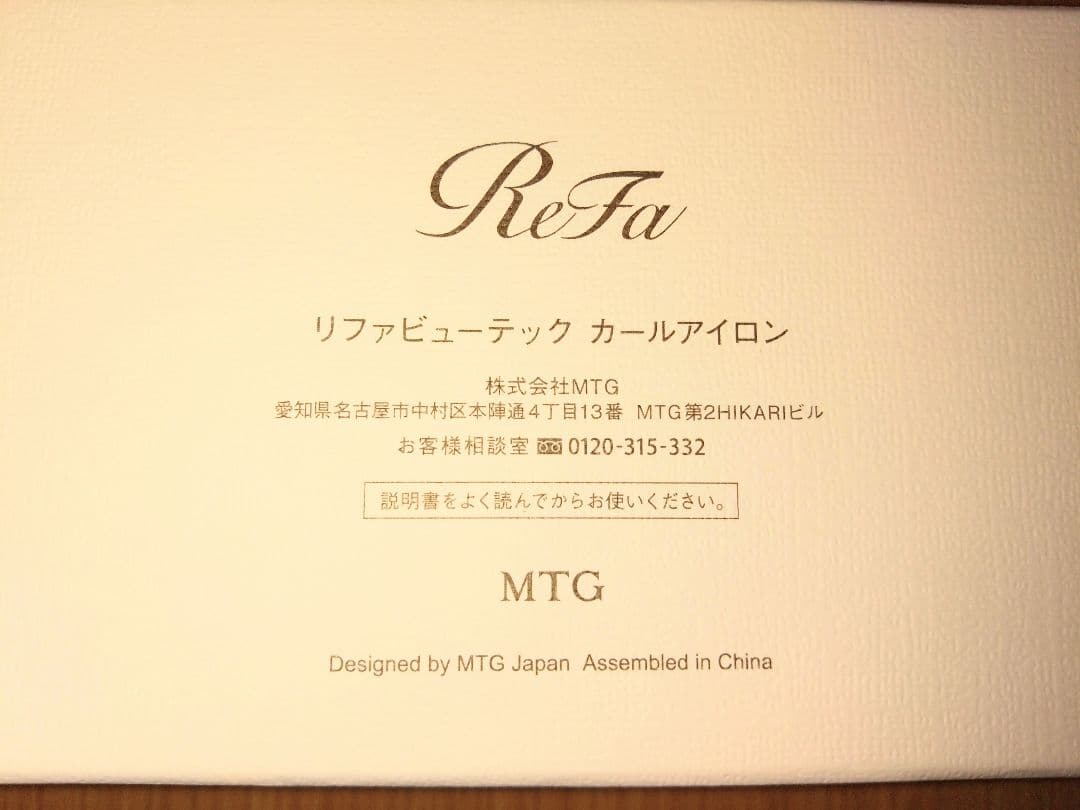 ReFa
リファビューテック カールアイロン
株式会社MTG
愛知県名古屋市中村区本陣通4丁目13番 MTG第2HIKARIビル
お客様相談室 0120-315-332
説明書をよく読んでからお使いください。
MTG
Designed by MTG Japan Assembled in China